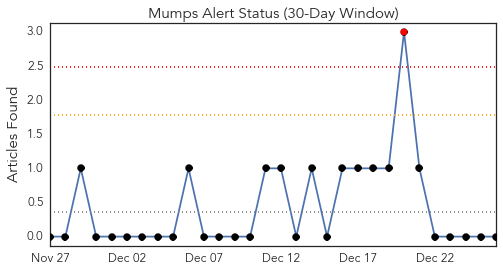 Mumps Alert Status (30-Day Window)
Articles Found
3.0
2.5
2.0
1.5
1.0
0.5
0.0
Nov 27 Dec 02 Dec 07 Dec 12 Dec 17 Dec 22